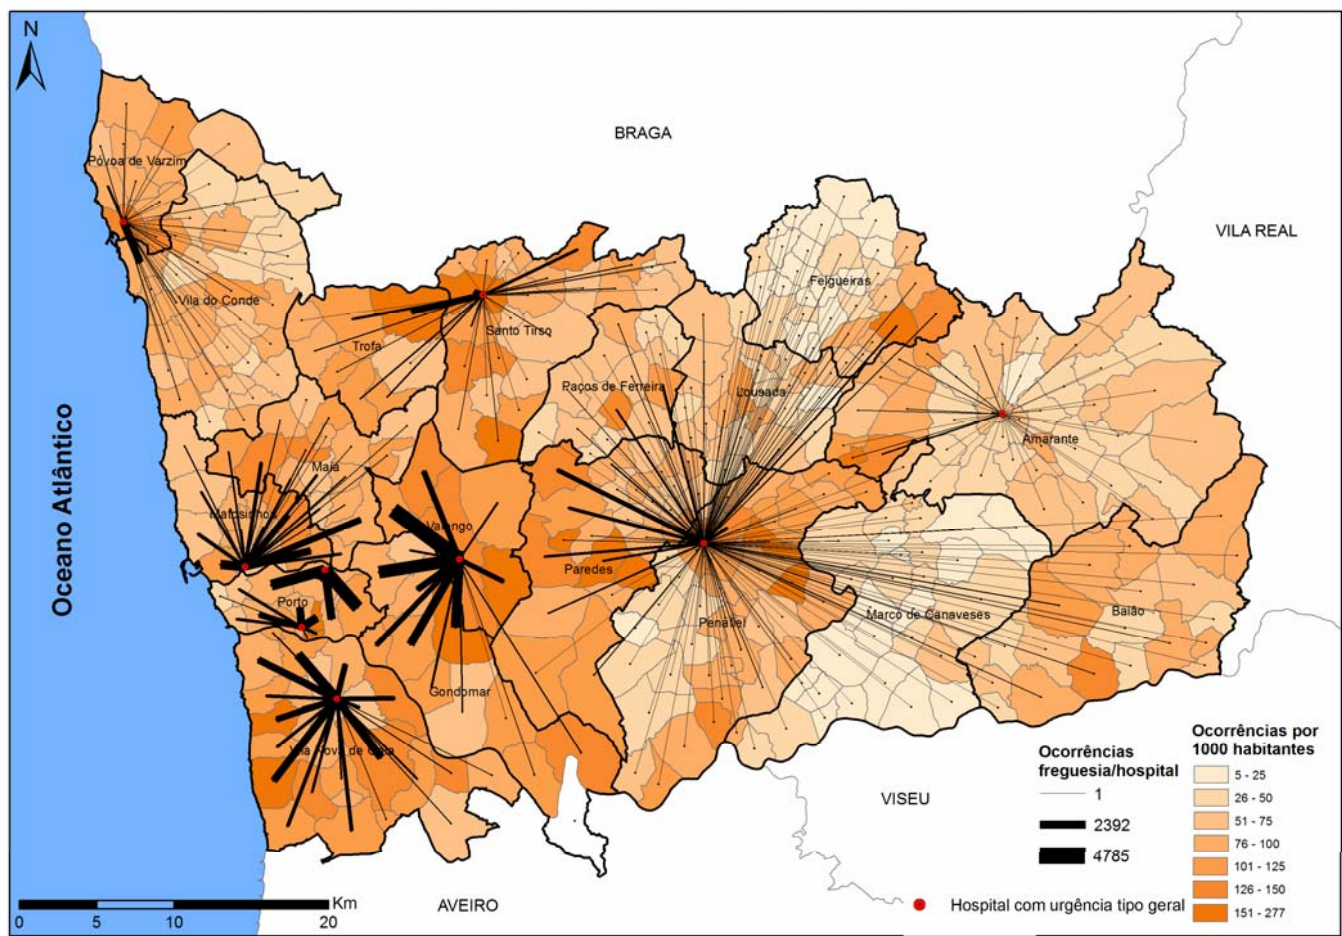 N
BRAGA
VILA REAL
Póvoa de Varzim
Vila do Conde
Felgueiras
Santo Tirso
Trofa
Paços de Ferreira
Lousada
Amarante
Maia
Matosinhos
Valongo
Paredes
Porto
Penafiel
Marco de Canaveses
Baião
Gondomar
Vila Nova de Gaia
Oceano Atlântico
VISEU
AVEIRO
Ocorrências
freguesia/hospital
1
2392
4785
Ocorrências por
1000 habitantes
5 - 25
26 - 50
51 - 75
76 - 100
101 - 125
126 - 150
151 - 277
Hospital com urgência tipo geral
Km
0 5 10 20